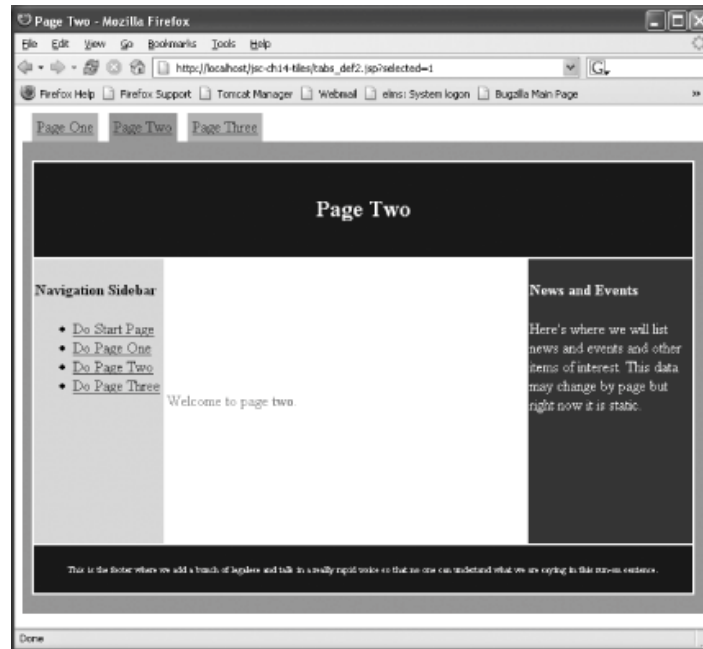 Page Two - Mozilla Firefox
File Edit View Go Bookmarks Tools Help
http://localhost/jsc-ch14-tiles/tabs_def2.jsp?selected=1
G
Firefox Help Firefox Support Tomcat Manager Webmail elms: System logon Bugzilla Main Page »
Page One Page Two Page Three
Page Two
Navigation Sidebar
• Do Start Page
• Do Page One
• Do Page Two
• Do Page Three
Welcome to page two.
News and Events
Here's where we will list
news and events and other
items of interest. This data
may change by page but
right now it is static.
This is the footer where we add a bunch of legalese and talk in a really rapid voice so that no one can undestand what we are saying in this run-on sentence.
Done